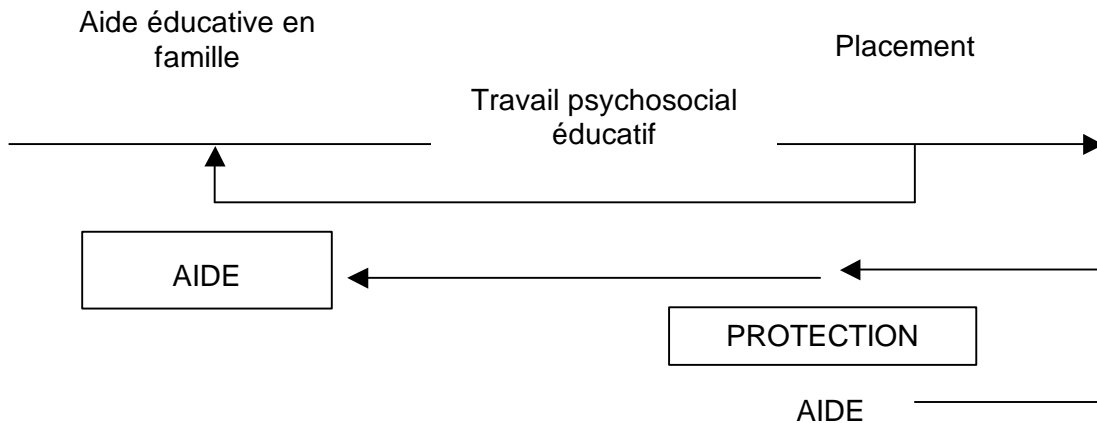 Aide éducative en
famille
Placement
Travail psychosocial
éducatif
AIDE
PROTECTION
AIDE